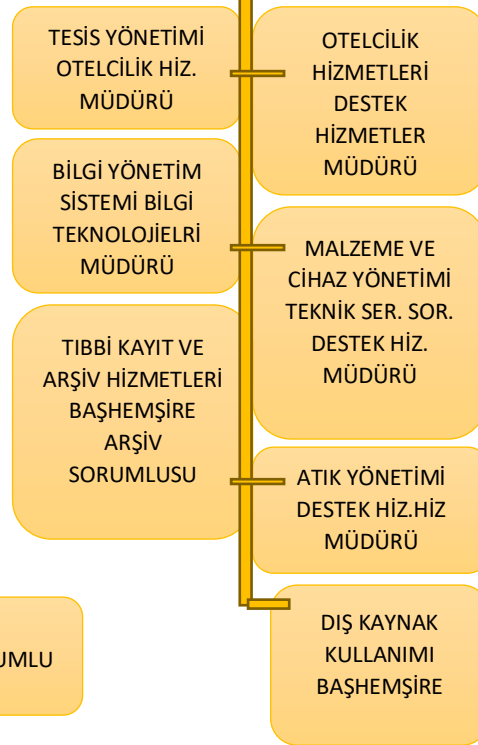 TESİS YÖNETİMİ
OTELCİLİK HİZ.
MÜDÜRÜ
OTELCİLİK
HİZMETLERİ
DESTEK
HİZMETLER
MÜDÜRÜ
BİLGİ YÖNETİM
SİSTEMİ BİLGİ
TEKNOLOJİELRİ
MÜDÜRÜ
MALZEME VE
CİHAZ YÖNETİMİ
TEKNİK SER. SOR.
DESTEK HİZ.
MÜDÜRÜ
TIBBİ KAYIT VE
ARŞİV HİZMETLERİ
BAŞHEMŞİRE
ARŞİV
SORUMLUSU
ATIK YÖNETİMİ
DESTEK HİZ.HİZ
MÜDÜRÜ
DIŞ KAYNAK
KULLANIMI
BAŞHEMŞİRE
UMLU